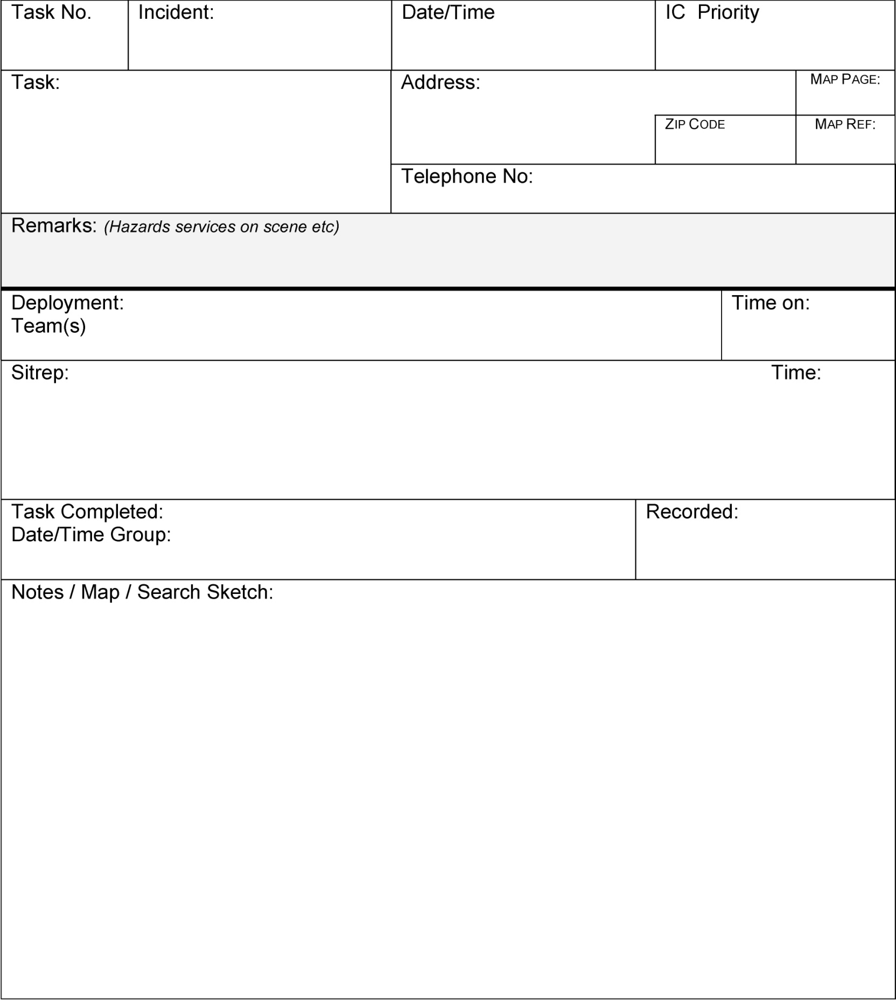 Task No.
Incident:
Date/Time
IC  Priority
Task:
Address:
MAP PAGE:
ZIP CODE
MAP REF:
Telephone No:
Remarks: (Hazards services on scene etc)
Deployment:
Team(s)
Time on:
Sitrep:
Time:
Task Completed:
Date/Time Group:
Recorded:
Notes / Map / Search Sketch: